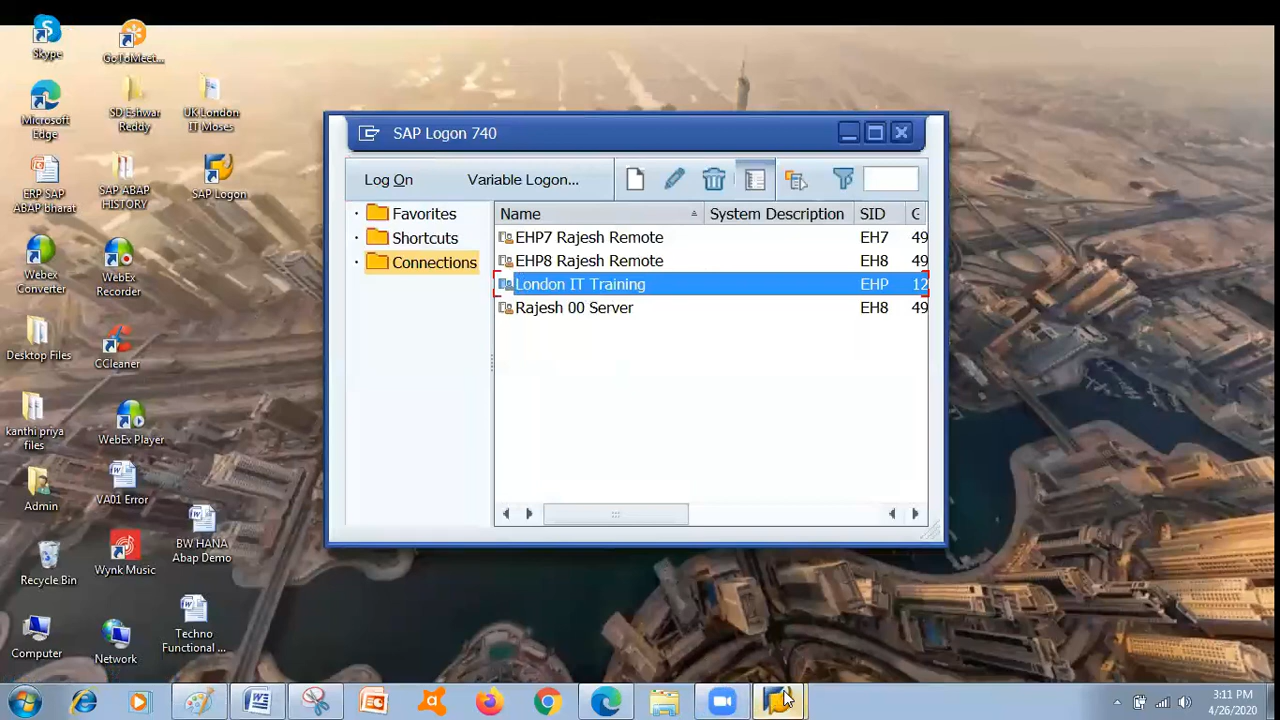 Skype
GoToMeet...
Microsoft
Edge
SD Eshwar
Reddy
UK London
IT Moses
ERP SAP
ABAP bharat
SAP ABAP
HISTORY
SAP Logon
Webex
Converter
WebEx
Recorder
Desktop Files
CCleaner
kanthi priya
files
WebEx Player
Admin
VA01 Error
BW HANA
Abap Demo
Recycle Bin
Wynk Music
Computer
Network
Techno
Functional ...
SAP Logon 740
Log On
Variable Logon...
Favorites
Shortcuts
Connections
Name System Description SID G
EHP7 Rajesh Remote EH7 49
EHP8 Rajesh Remote EH8 49
London IT Training EHP 12
Rajesh 00 Server EH8 49
3:11 PM
4/26/2020